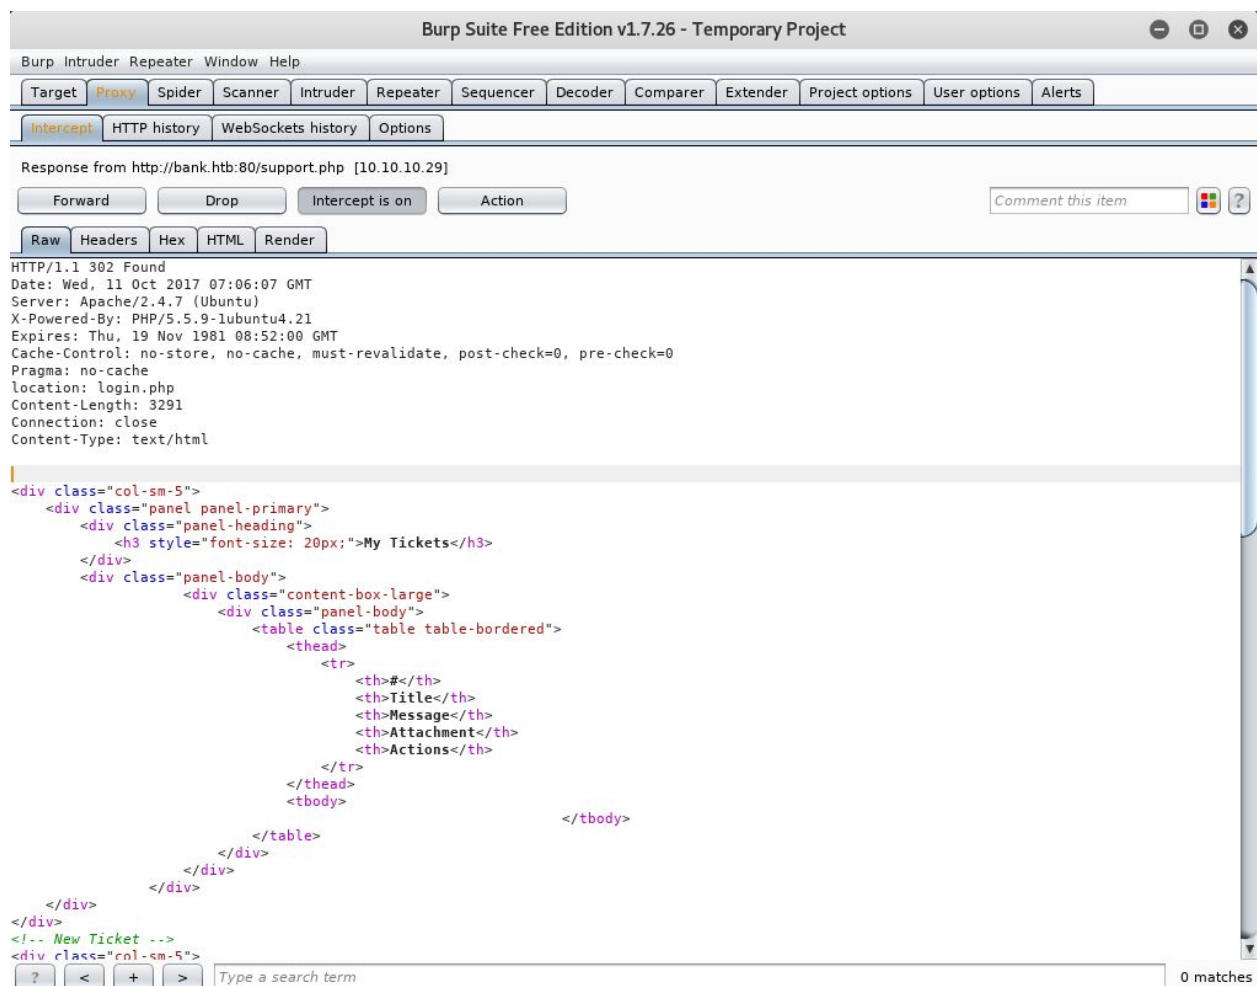 Burp Suite Free Edition v1.7.26 - Temporary Project
Burp Intruder Repeater Window Help
Target Proxy Spider Scanner Intruder Repeater Sequencer Decoder Comparer Extender Project options User options Alerts
Intercept HTTP history WebSockets history Options
Response from http://bank.htb:80/support.php [10.10.10.29]
Forward Drop Intercept is on Action Comment this item ?
Raw Headers Hex HTML Render
HTTP/1.1 302 Found
Date: Wed, 11 Oct 2017 07:06:07 GMT
Server: Apache/2.4.7 (Ubuntu)
X-Powered-By: PHP/5.5.9-1ubuntu4.21
Expires: Thu, 19 Nov 1981 08:52:00 GMT
Cache-Control: no-store, no-cache, must-revalidate, post-check=0, pre-check=0
Pragma: no-cache
location: login.php
Content-Length: 3291
Connection: close
Content-Type: text/html
<div class="col-sm-5">
<div class="panel panel-primary">
<div class="panel-heading">
<h3 style="font-size: 20px;">My Tickets</h3>
</div>
<div class="panel-body">
<div class="content-box-large">
<div class="panel-body">
<table class="table table-bordered">
<thead>
<tr>
<th>#</th>
<th>Title</th>
<th>Message</th>
<th>Attachment</th>
<th>Actions</th>
</tr>
</thead>
<tbody>
</tbody>
</table>
</div>
</div>
</div>
</div>
</div>
<!-- New Ticket -->
<div class="col-sm-5">
? < + > Type a search term 0 matches